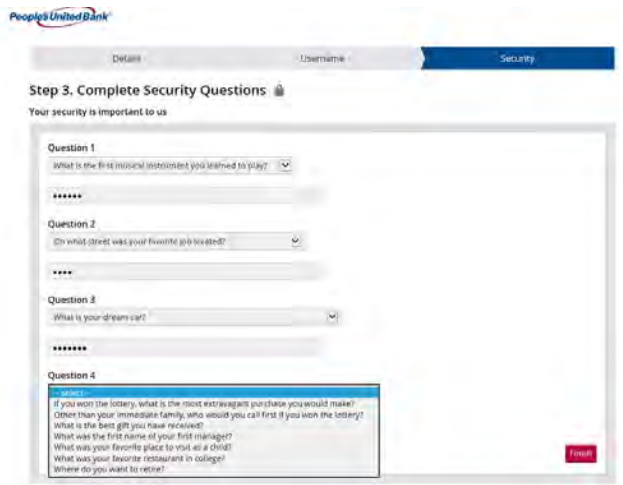 People's United Bank
Details Username Security
Step 3. Complete Security Questions
Your security is important to us
Question 1
What is the first musical instrument you learned to play?
••••••
Question 2
On what street was your favorite job located?
••••
Question 3
What is your dream car?
•••••••
Question 4
-- select --
If you won the lottery, what is the most extravagant purchase you would make?
Other than your immediate family, who would you call first if you won the lottery?
What is the best gift you have received?
What was the first name of your first manager?
What was your favorite place to visit as a child?
What was your favorite restaurant in college?
Where do you want to retire?
Finish